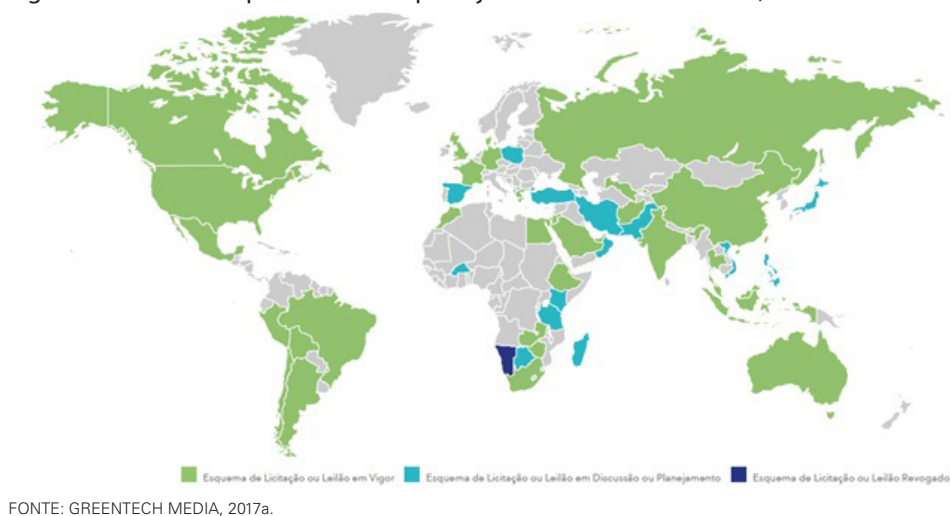 Esquema de Licitação ou Leilão em Vigor
Esquema de Licitação ou Leilão em Discussão ou Planejamento
Esquema de Licitação ou Leilão Revogado
FONTE: GREENTECH MEDIA, 2017a.